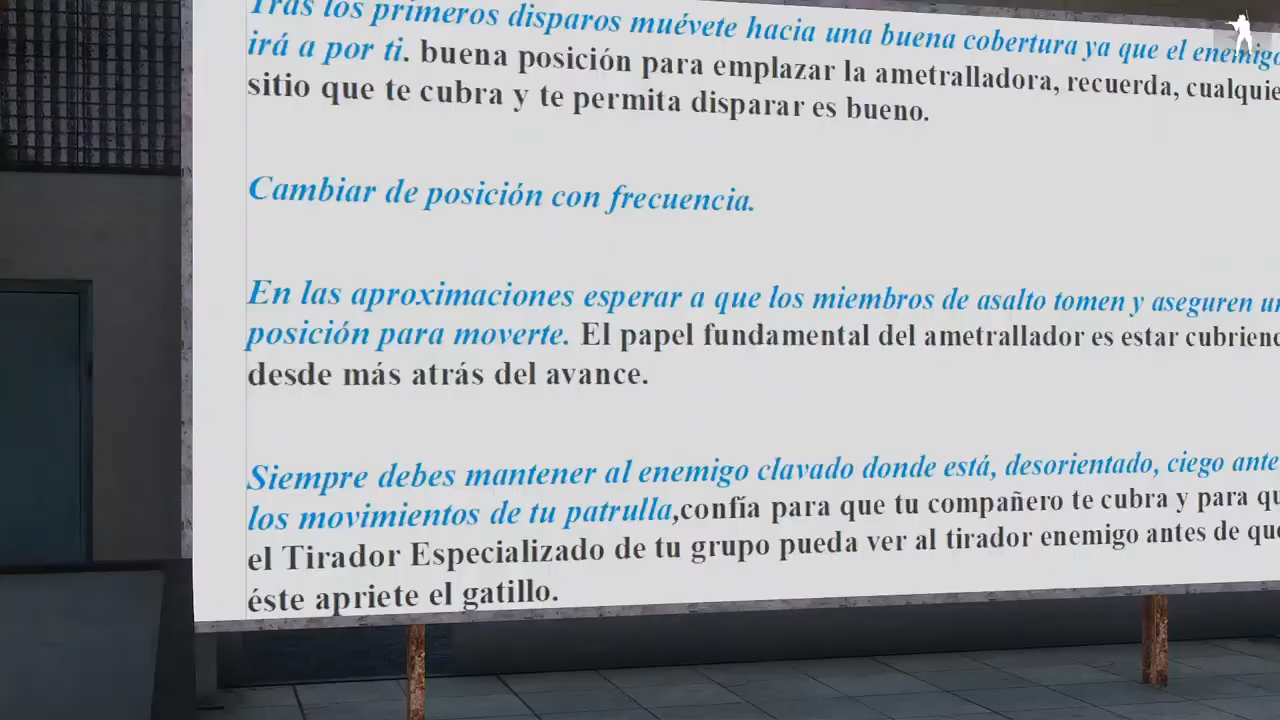 Tras los primeros disparos muévete hacia una buena cobertura ya que el enemigo
irá a por ti. buena posición para emplazar la ametralladora, recuerda,
sitio que te cubra y te permita disparar es bueno.
Cambiar de posición con frecuencia.
En las aproximaciones esperar a que los miembros de asalto tomen y aseguren
posición para moverte. El papel fundamental del ametrallador es estar
desde más atrás del avance.
Siempre debes mantener al enemigo clavado donde está, desorientado, ciego ante
los movimientos de tu patrulla,confía para que tu compañero te cubra y para
el Tirador Especializado de tu grupo pueda ver al tirador enemigo antes de que
éste apriete el gatillo.